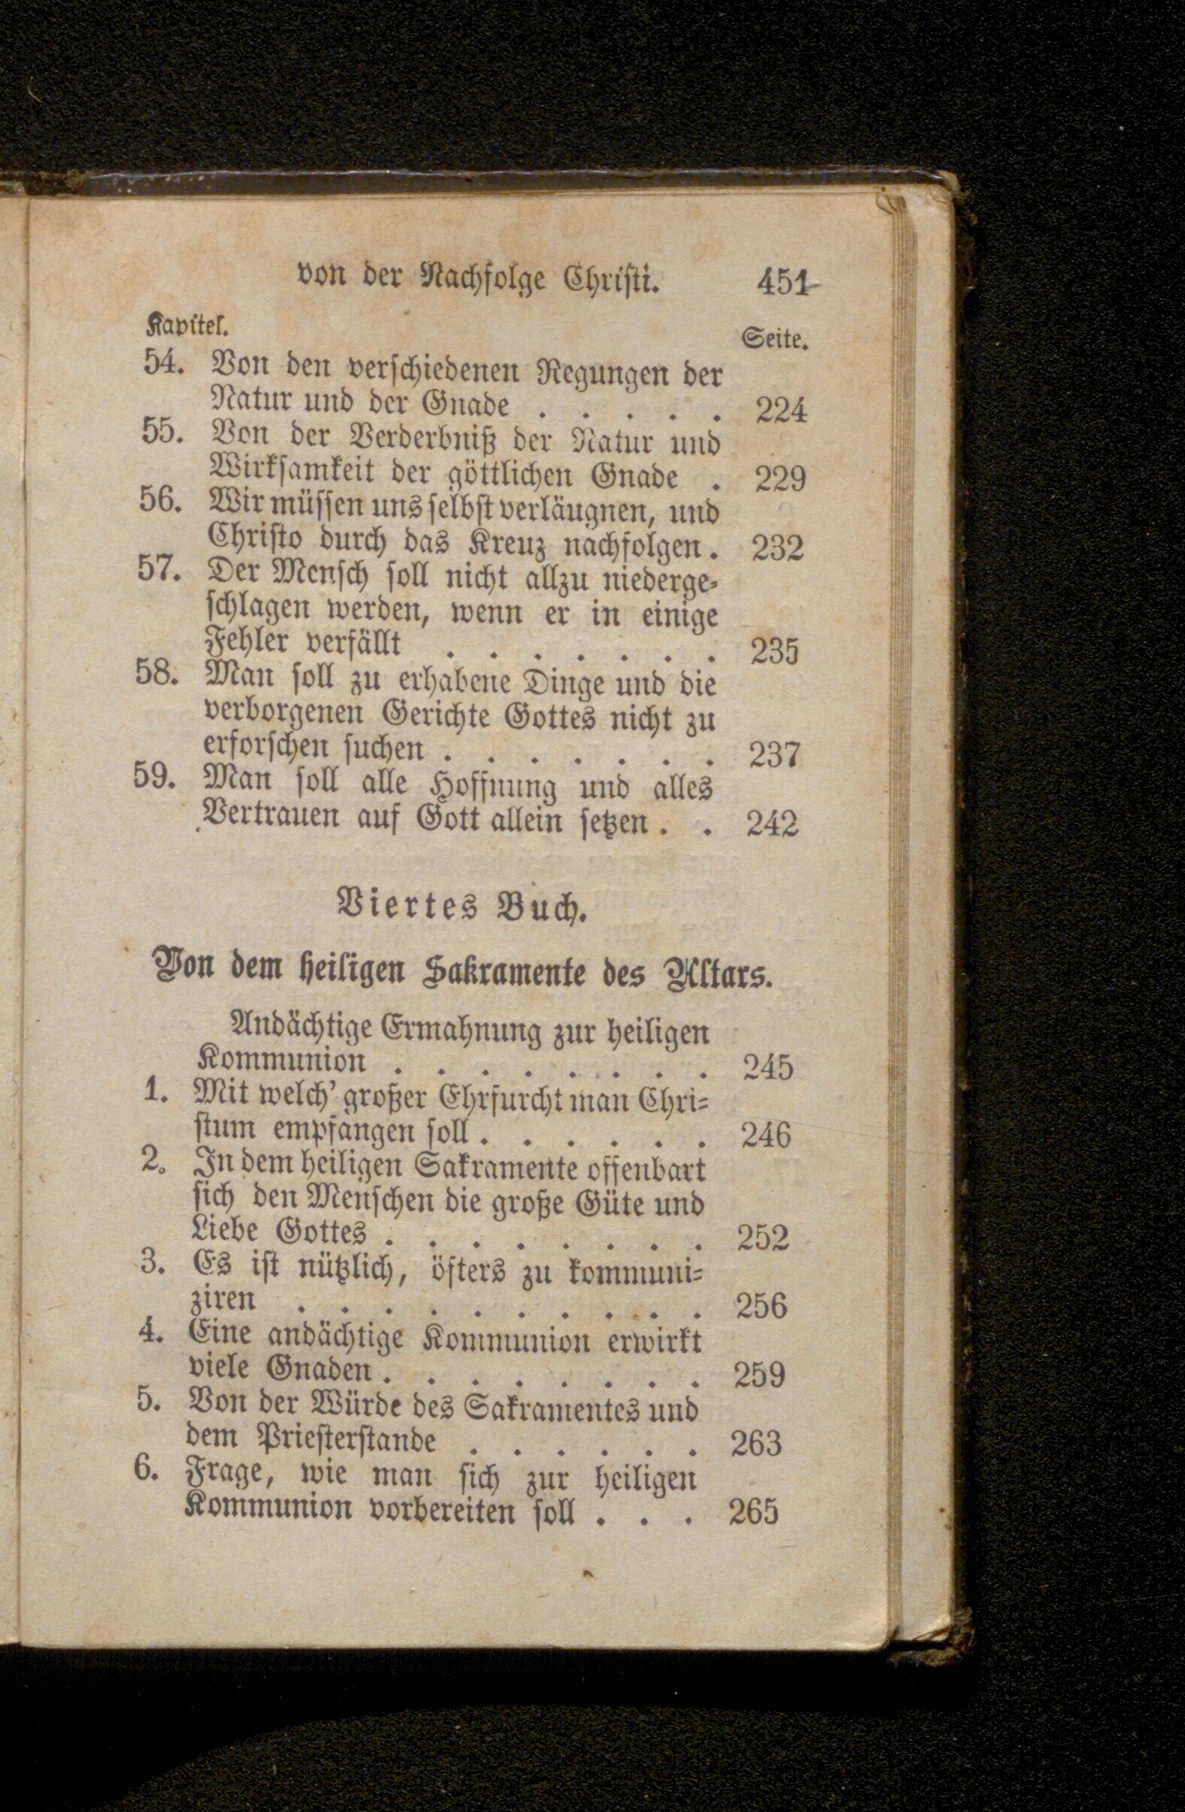 von der Nachfolge Christi. 451
Kapitel. Seite.
54. Von den verschiedenen Regungen der
Natur und der Gnade . . . . . 224
55. Von der Verderbniß der Natur und
Wirksamkeit der göttlichen Gnade . 229
56. Wir müssen uns selbst verläugnen, und
Christo durch das Kreuz nachfolgen. 232
57. Der Mensch soll nicht allzu niederge-
schlagen werden, wenn er in einige
Fehler verfällt . . . . . . . 235
58. Man soll zu erhabene Dinge und die
verborgenen Gerichte Gottes nicht zu
erforschen suchen . . . . . . . 237
59. Man soll alle Hoffnung und alles
Vertrauen auf Gott allein setzen . . 242
Viertes Buch.
Von dem heiligen Sakramente des Altars.
Andächtige Ermahnung zur heiligen
Kommunion . . . . . . . . 245
1. Mit welch' großer Ehrfurcht man Chri-
stum empfangen soll . . . . . . 246
2. In dem heiligen Sakramente offenbart
sich den Menschen die große Güte und
Liebe Gottes . . . . . . . . 252
3. Es ist nützlich, öfters zu kommuni-
ziren . . . . . . . . . . 256
4. Eine andächtige Kommunion erwirkt
viele Gnaden . . . . . . . . 259
5. Von der Würde des Sakramentes und
dem Priesterstande . . . . . . 263
6. Frage, wie man sich zur heiligen
Kommunion vorbereiten soll . . . 265